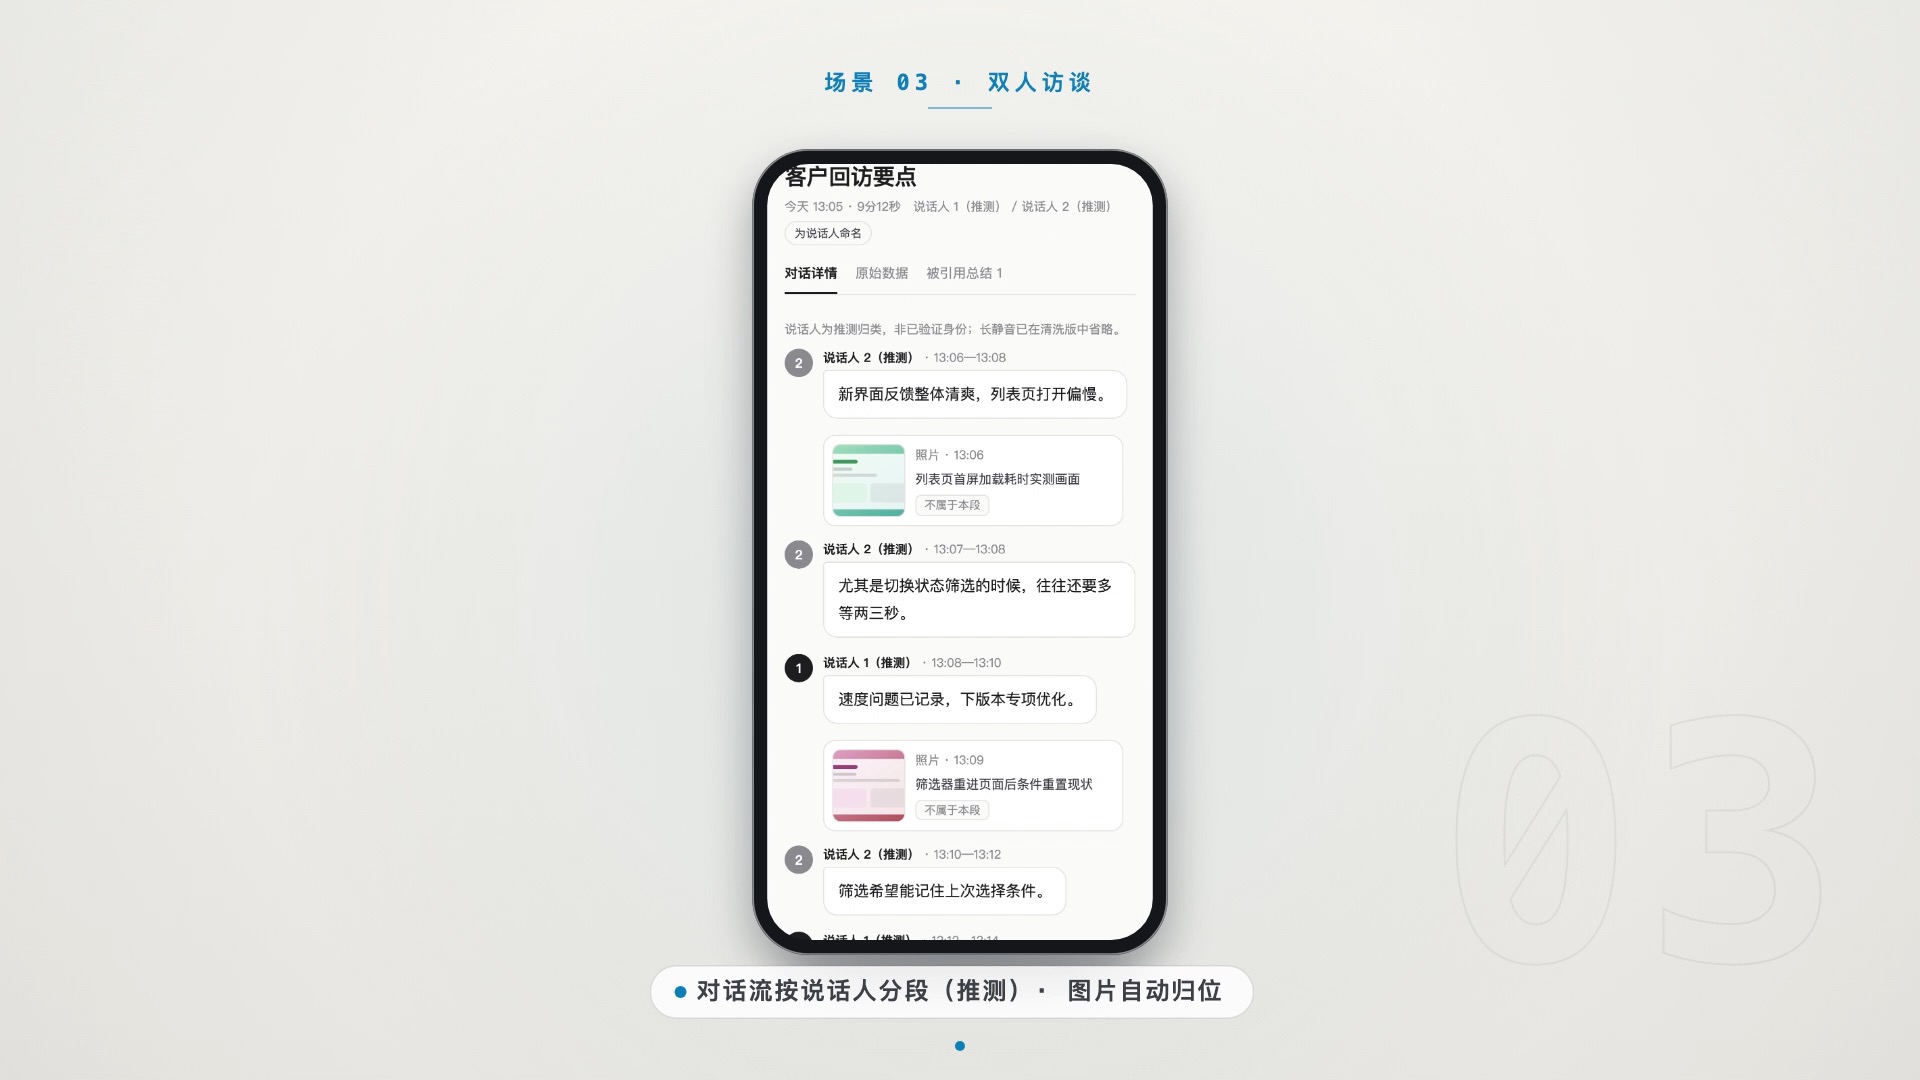 场景 03 · 双人访谈
客户回访要点
今天 13:05 · 9分12秒 说话人 1（推测） / 说话人 2（推测）
为说话人命名
对话详情 原始数据 被引用总结 1
说话人为推测归类，非已验证身份；长静音已在清洗版中省略。
2 说话人 2（推测） · 13:06—13:08
新界面反馈整体清爽，列表页打开偏慢。
照片 · 13:06
列表页首屏加载耗时实测画面
不属于本段
2 说话人 2（推测） · 13:07—13:08
尤其是切换状态筛选的时候，往往还要多
等两三秒。
1 说话人 1（推测） · 13:08—13:10
速度问题已记录，下版本专项优化。
照片 · 13:09
筛选器重进页面后条件重置现状
不属于本段
2 说话人 2（推测） · 13:10—13:12
筛选希望能记住上次选择条件。
说话人 1（推测） · 13:12—13:14
对话流按说话人分段（推测）· 图片自动归位
03